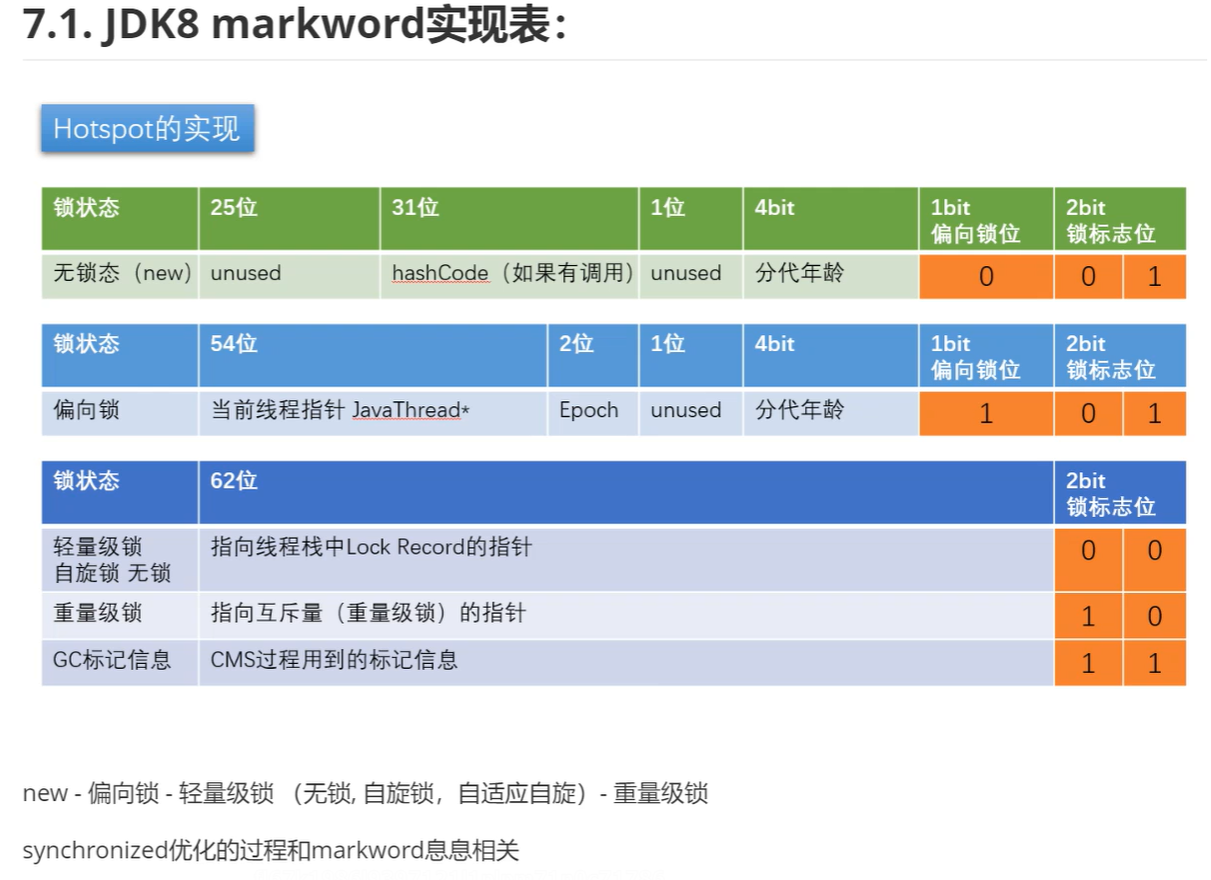 7.1. JDK8 markword实现表：
Hotspot的实现
锁状态 25位 31位 1位 4bit 1bit 2bit
偏向锁位 锁标志位
无锁态（new） unused hashCode（如果有调用） unused 分代年龄 0 0 1
锁状态 54位 2位 1位 4bit 1bit 2bit
偏向锁位 锁标志位
偏向锁 当前线程指针 JavaThread* Epoch unused 分代年龄 1 0 1
锁状态 62位 2bit
锁标志位
轻量级锁 指向线程栈中Lock Record的指针 0 0
自旋锁 无锁
重量级锁 指向互斥量（重量级锁）的指针 1 0
GC标记信息 CMS过程用到的标记信息 1 1
new - 偏向锁 - 轻量级锁 （无锁, 自旋锁，自适应自旋）- 重量级锁
synchronized优化的过程和markword息息相关